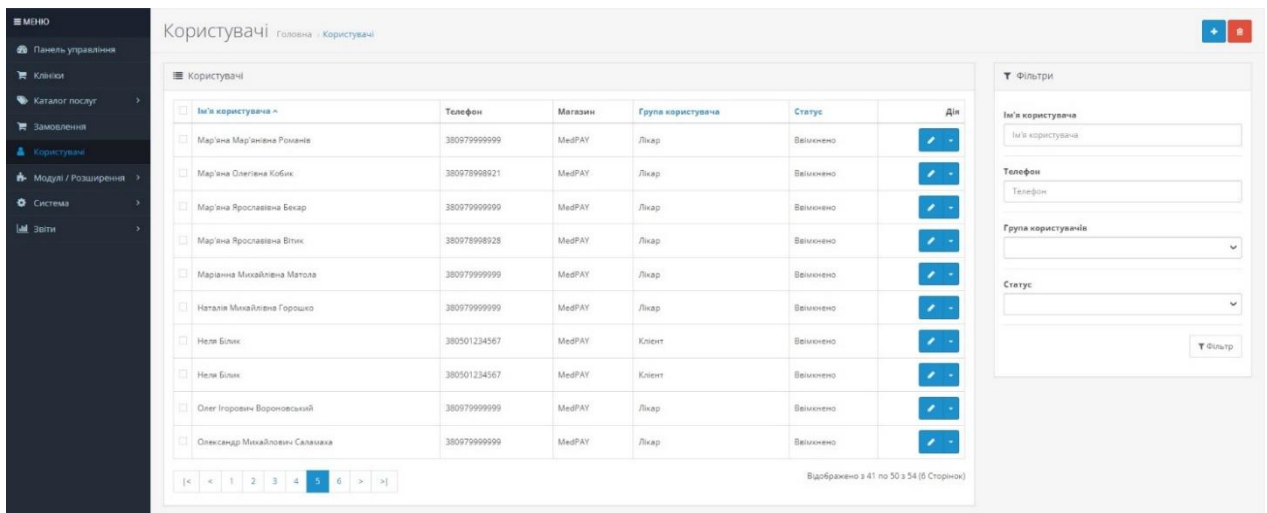 МЕНЮ
Панель управління
Клініки
Каталог послуг
Замовлення
Користувачі
Модулі / Розширення
Система
Звіти
Користувачі Головна › Користувачі
Користувачі
Ім'я користувача Телефон Магазин Група користувача Статус Дія
Мар'яна Мар'янівна Романів 380979999999 MedPAY Лікар Ввімкнено
Мар'яна Олегівна Кобик 380978998921 MedPAY Лікар Ввімкнено
Мар'яна Ярославівна Бекар 380979999999 MedPAY Лікар Ввімкнено
Мар'яна Ярославівна Вітик 380978998928 MedPAY Лікар Ввімкнено
Маріанна Михайлівна Матола 380979999999 MedPAY Лікар Ввімкнено
Наталія Михайлівна Горошко 380979999999 MedPAY Лікар Ввімкнено
Неля Білик 380501234567 MedPAY Клієнт Ввімкнено
Неля Білик 380501234567 MedPAY Клієнт Ввімкнено
Олег Ігорович Вороновський 380979999999 MedPAY Лікар Ввімкнено
Олександр Михайлович Саламаха 380979999999 MedPAY Лікар Ввімкнено
|< < 1 2 3 4 5 6 > >|
Відображено з 41 по 50 з 54 (6 Сторінок)
Фільтри
Ім'я користувача
Ім'я користувача
Телефон
Телефон
Група користувачів
Статус
Фільтр